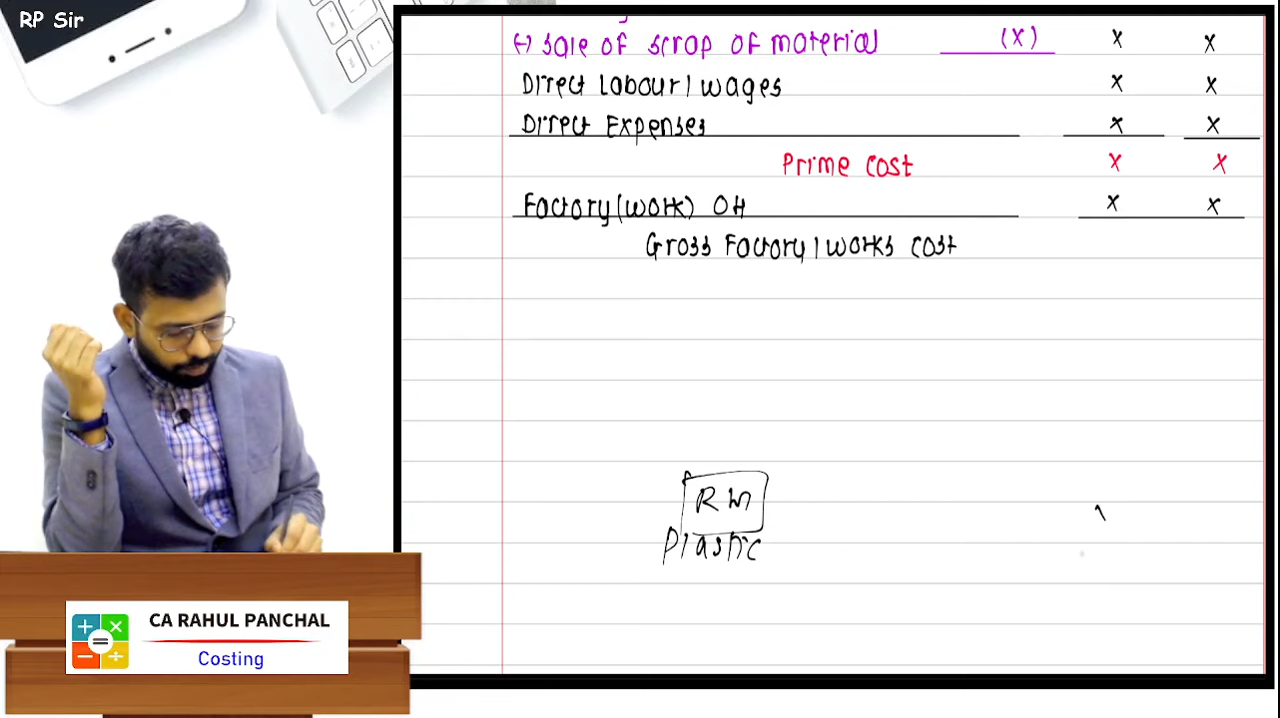 RP Sir
(-) Sale of scrap of material (x) x x
Direct Labour/wages x x
Direct Expenses x x
Prime cost x x
Factory(work) OH x x
Gross Factory/works cost
RM
Plastic
CA RAHUL PANCHAL
Costing